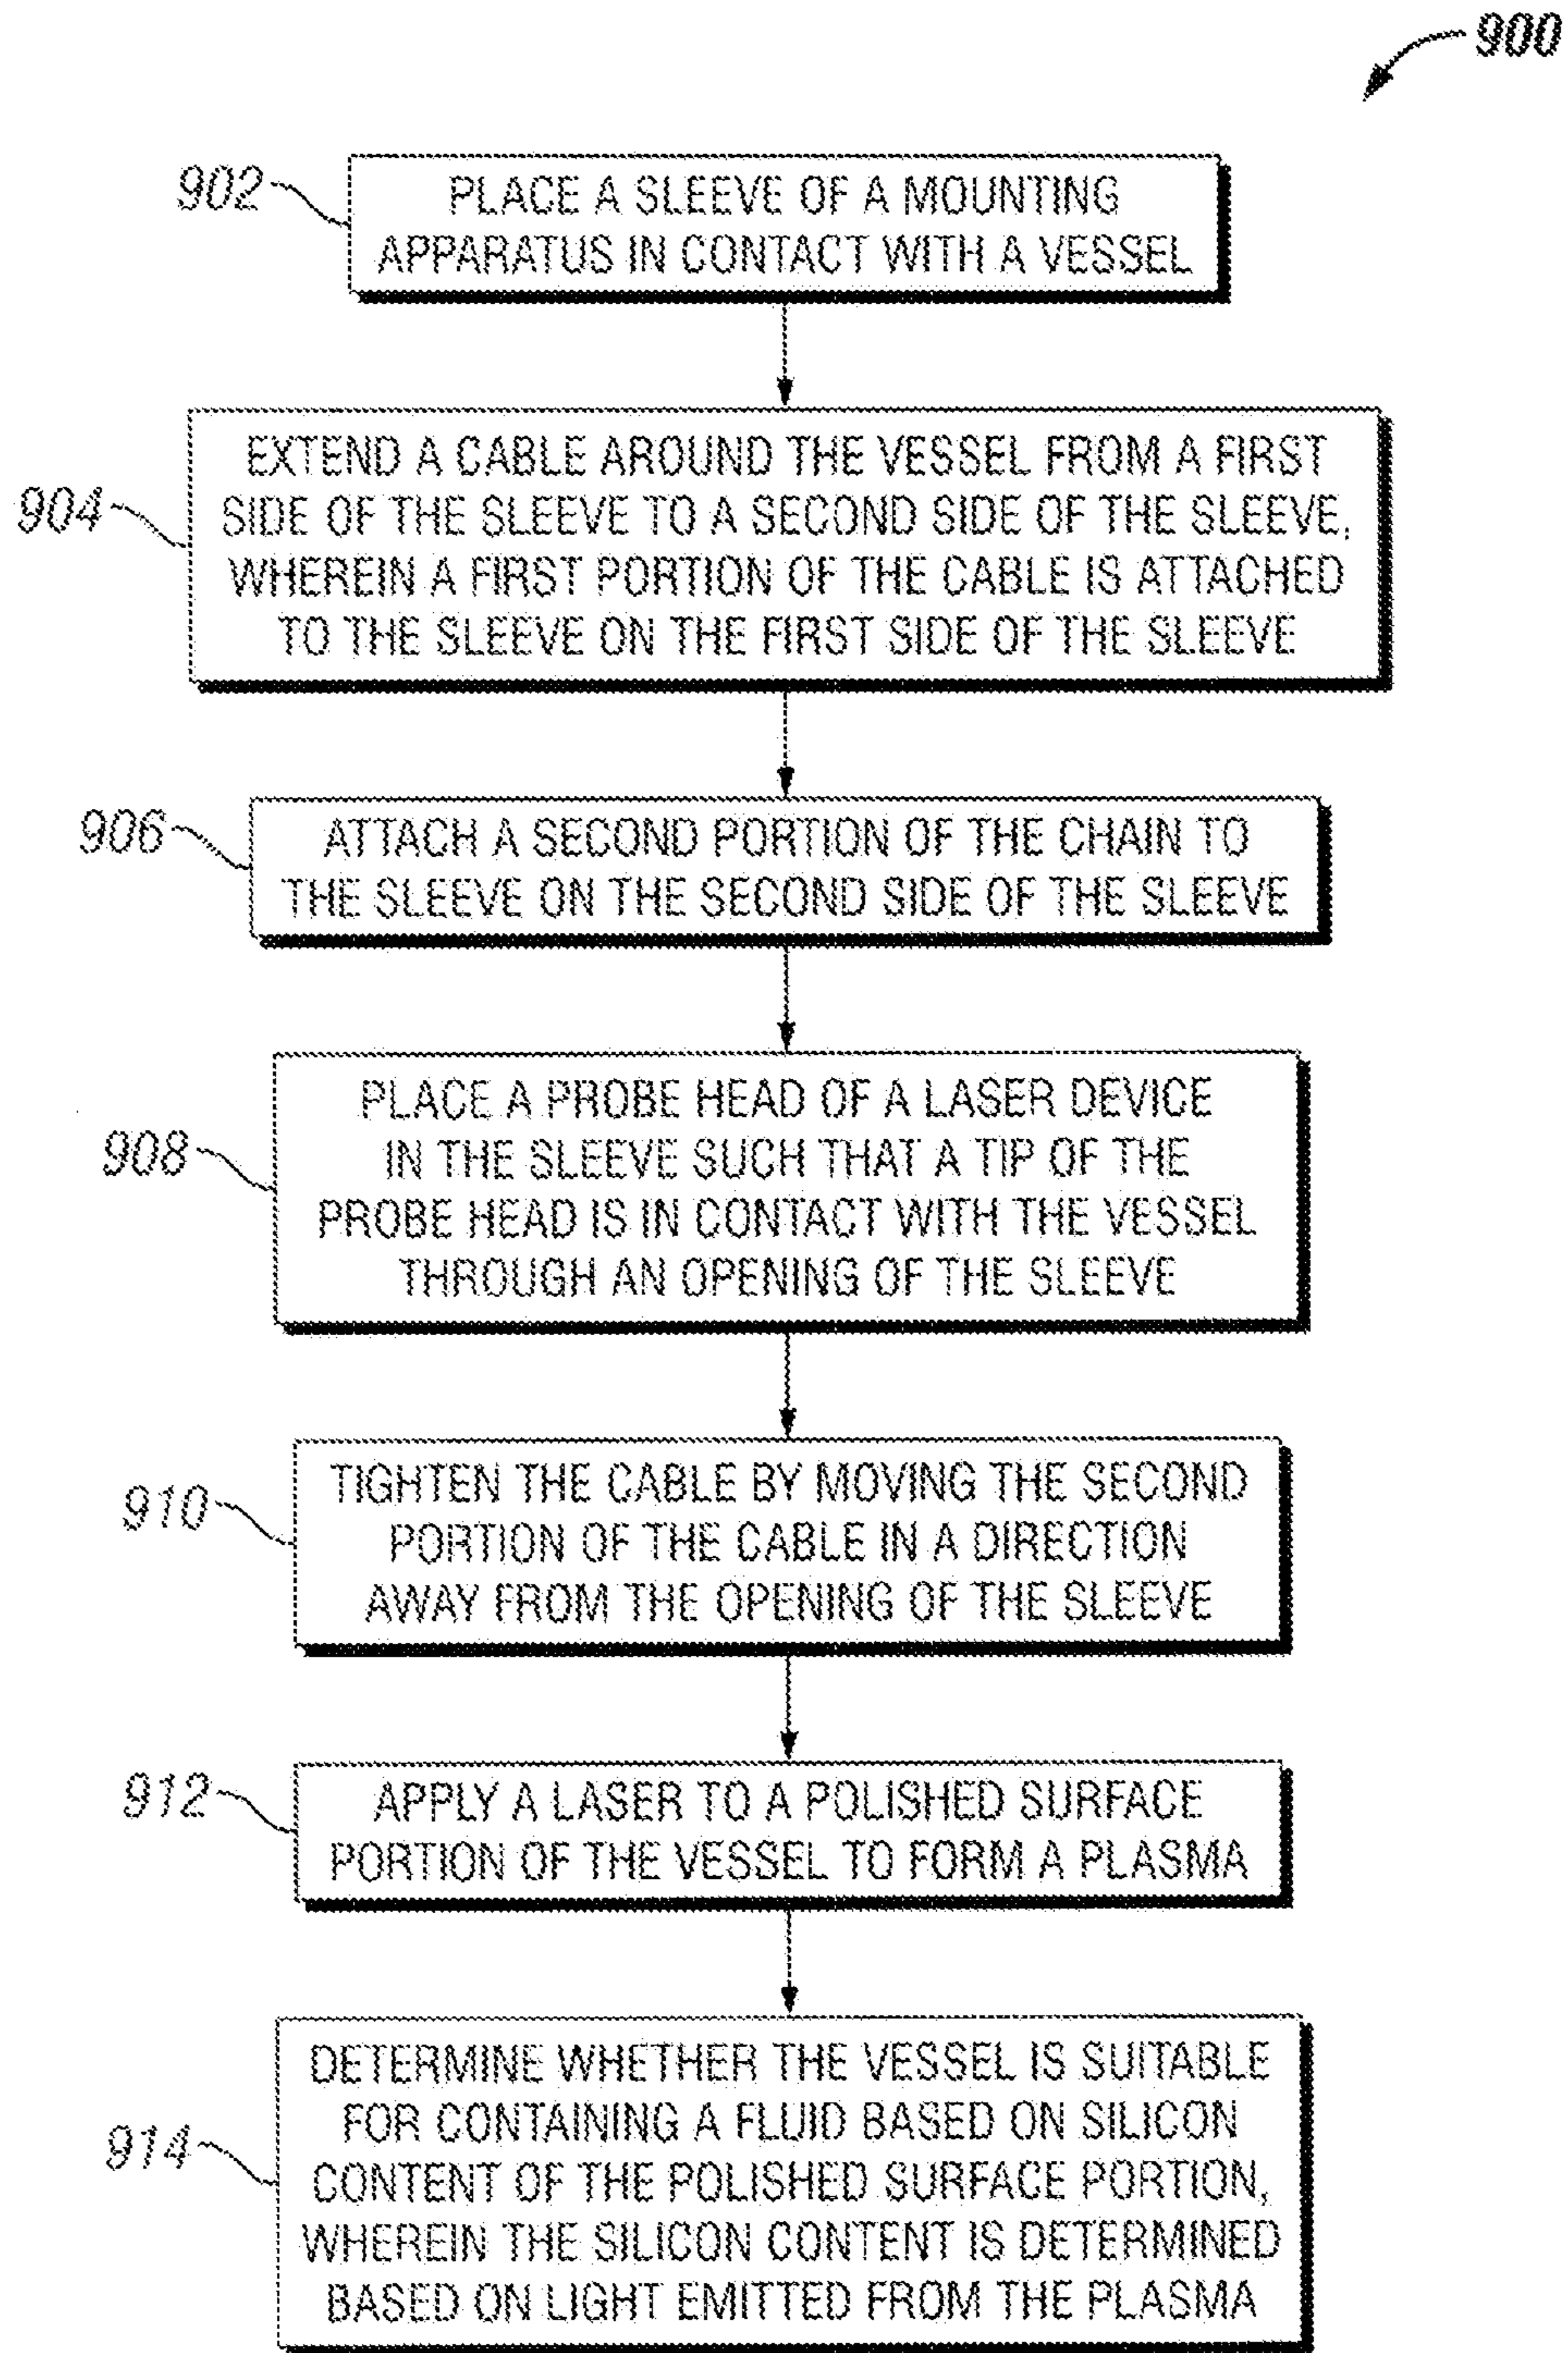 900
902
PLACE A SLEEVE OF A MOUNTING
APPARATUS IN CONTACT WITH A VESSEL
904
EXTEND A CABLE AROUND THE VESSEL FROM A FIRST
SIDE OF THE SLEEVE TO A SECOND SIDE OF THE SLEEVE,
WHEREIN A FIRST PORTION OF THE CABLE IS ATTACHED
TO THE SLEEVE ON THE FIRST SIDE OF THE SLEEVE
906
ATTACH A SECOND PORTION OF THE CHAIN TO
THE SLEEVE ON THE SECOND SIDE OF THE SLEEVE
908
PLACE A PROBE HEAD OF A LASER DEVICE
IN THE SLEEVE SUCH THAT A TIP OF THE
PROBE HEAD IS IN CONTACT WITH THE VESSEL
THROUGH AN OPENING OF THE SLEEVE
910
TIGHTEN THE CABLE BY MOVING THE SECOND
PORTION OF THE CABLE IN A DIRECTION
AWAY FROM THE OPENING OF THE SLEEVE
912
APPLY A LASER TO A POLISHED SURFACE
PORTION OF THE VESSEL TO FORM A PLASMA
914
DETERMINE WHETHER THE VESSEL IS SUITABLE
FOR CONTAINING A FLUID BASED ON SILICON
CONTENT OF THE POLISHED SURFACE PORTION,
WHEREIN THE SILICON CONTENT IS DETERMINED
BASED ON LIGHT EMITTED FROM THE PLASMA